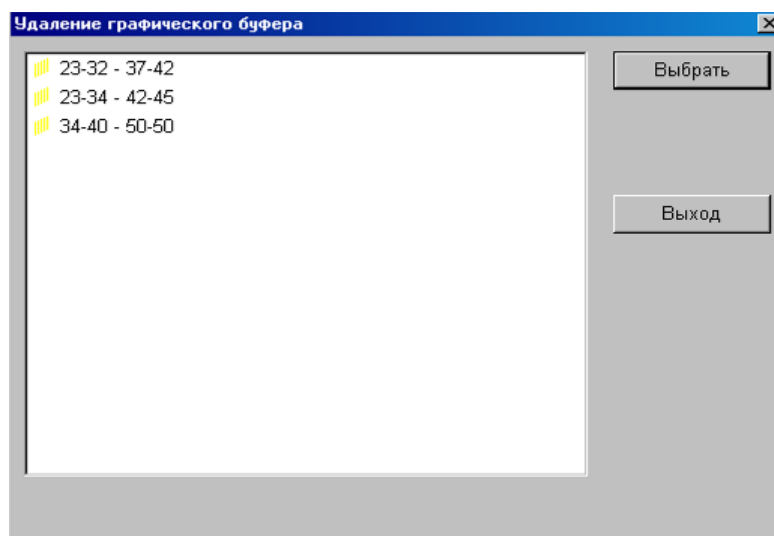 Удаление графического буфера
23-32 - 37-42
23-34 - 42-45
34-40 - 50-50
Выбрать
Выход